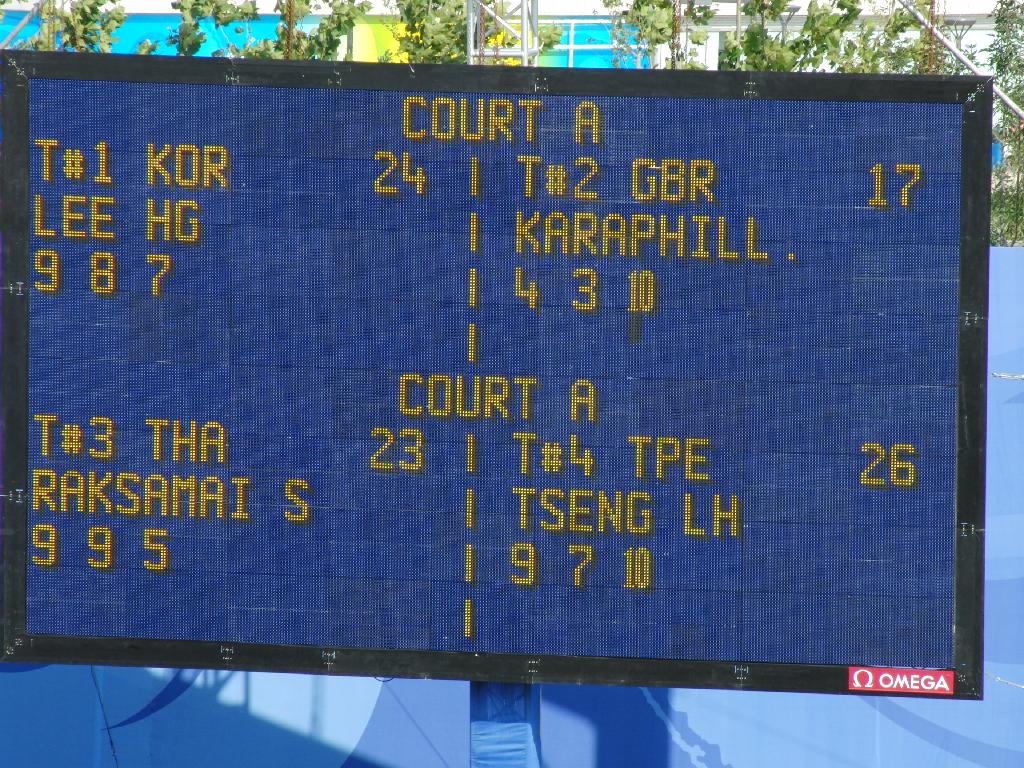 COURT A
T#1 KOR 24 | T#2 GBR 17
LEE HG | KARAPHILL.
9 8 7 | 4 3 10
|
COURT A
T#3 THA 23 | T#4 TPE 26
RAKSAMAI S | TSENG LH
9 9 5 | 9 7 10
|
Ω OMEGA